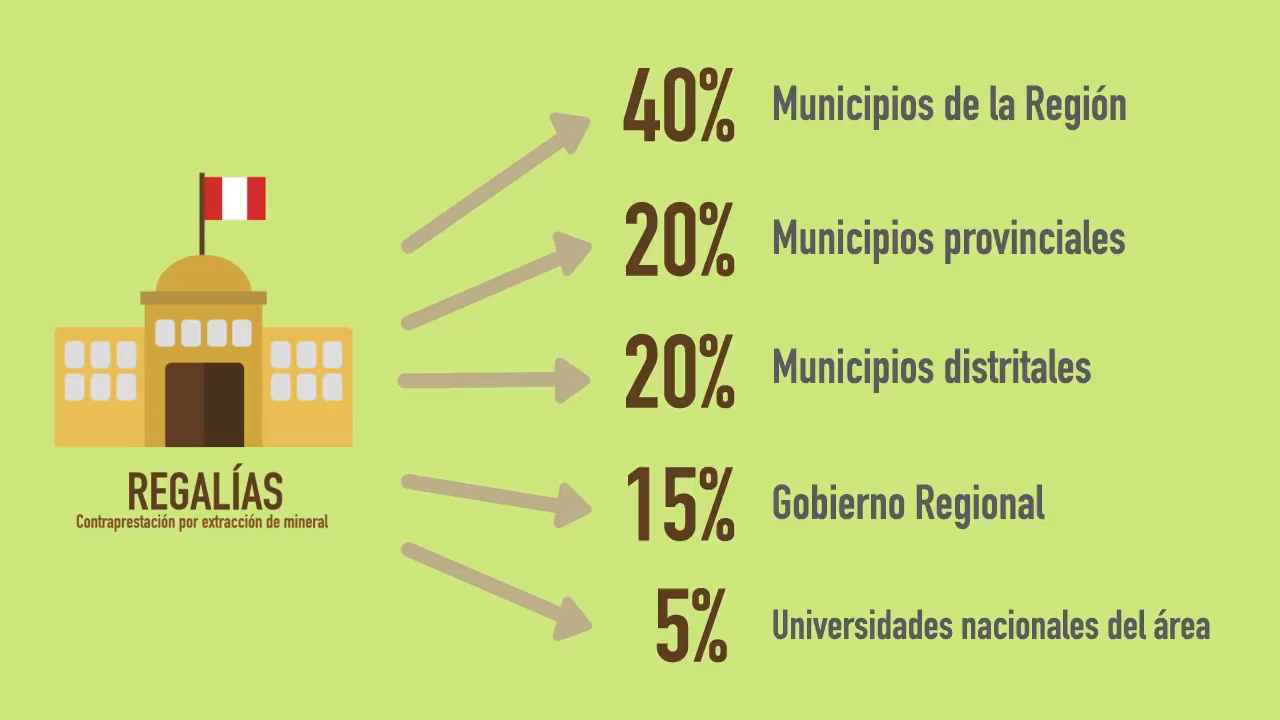 40% Municipios de la Región
20% Municipios provinciales
20% Municipios distritales
15% Gobierno Regional
5% Universidades nacionales del área
REGALÍAS
Contraprestación por extracción de mineral